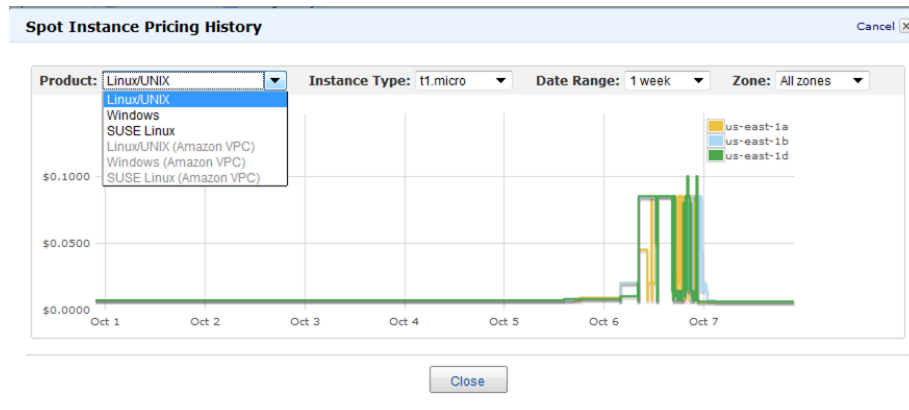 Spot Instance Pricing History Cancel
Product: Linux/UNIX Instance Type: t1.micro Date Range: 1 week Zone: All zones
Linux/UNIX
Windows
SUSE Linux
Linux/UNIX (Amazon VPC)
Windows (Amazon VPC)
SUSE Linux (Amazon VPC)
us-east-1a
us-east-1b
us-east-1d
$0.1000
$0.0500
$0.0000
Oct 1 Oct 2 Oct 3 Oct 4 Oct 5 Oct 6 Oct 7
Close